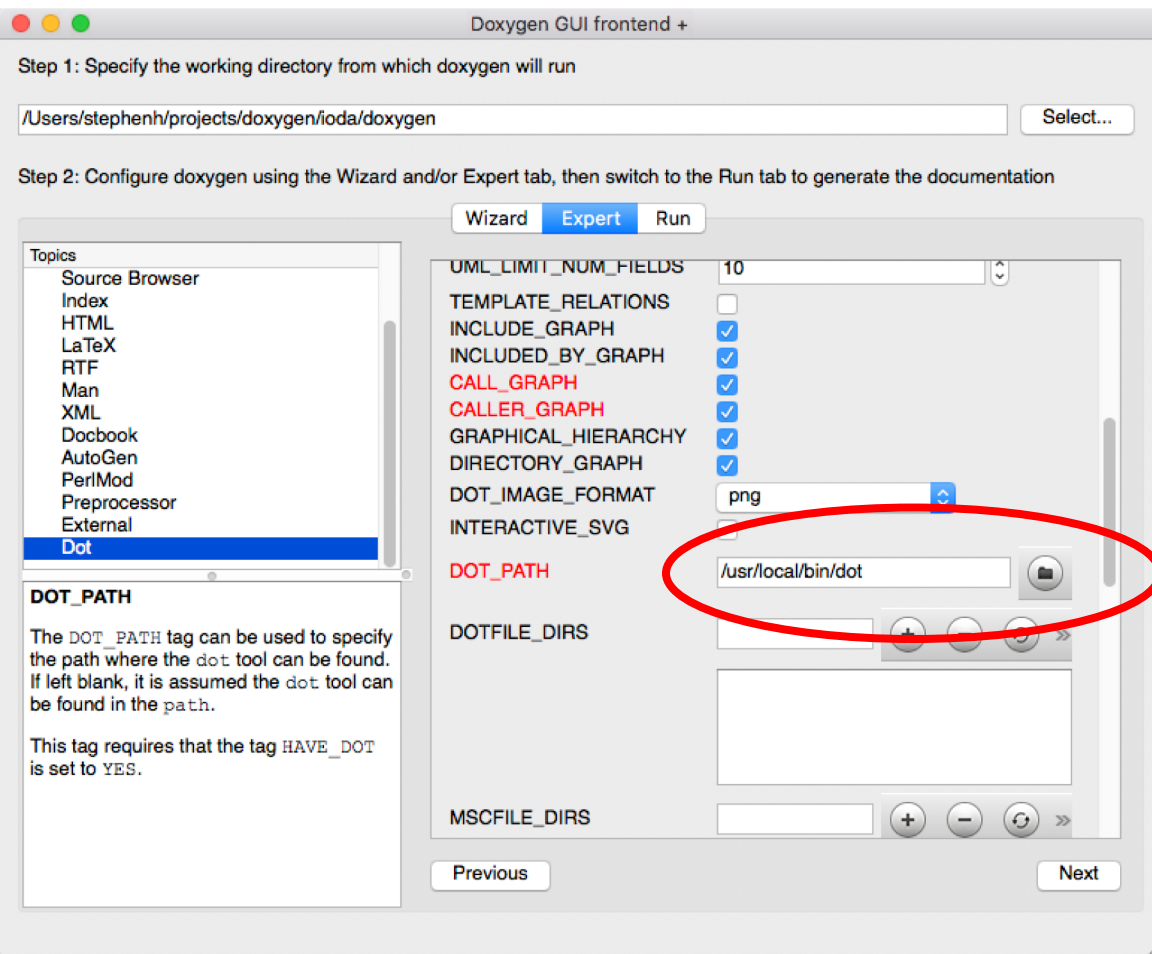 Doxygen GUI frontend +
Step 1: Specify the working directory from which doxygen will run
/Users/stephenh/projects/doxygen/ioda/doxygen
Select...
Step 2: Configure doxygen using the Wizard and/or Expert tab, then switch to the Run tab to generate the documentation
Wizard Expert Run
Topics
Source Browser
Index
HTML
LaTeX
RTF
Man
XML
Docbook
AutoGen
PerlMod
Preprocessor
External
Dot
DOT_PATH
The DOT_PATH tag can be used to specify
the path where the dot tool can be found.
If left blank, it is assumed the dot tool can
be found in the path.
This tag requires that the tag HAVE_DOT
is set to YES.
UML_LIMIT_NUM_FIELDS 10
TEMPLATE_RELATIONS
INCLUDE_GRAPH
INCLUDED_BY_GRAPH
CALL_GRAPH
CALLER_GRAPH
GRAPHICAL_HIERARCHY
DIRECTORY_GRAPH
DOT_IMAGE_FORMAT png
INTERACTIVE_SVG
DOT_PATH /usr/local/bin/dot
DOTFILE_DIRS
MSCFILE_DIRS
Previous
Next